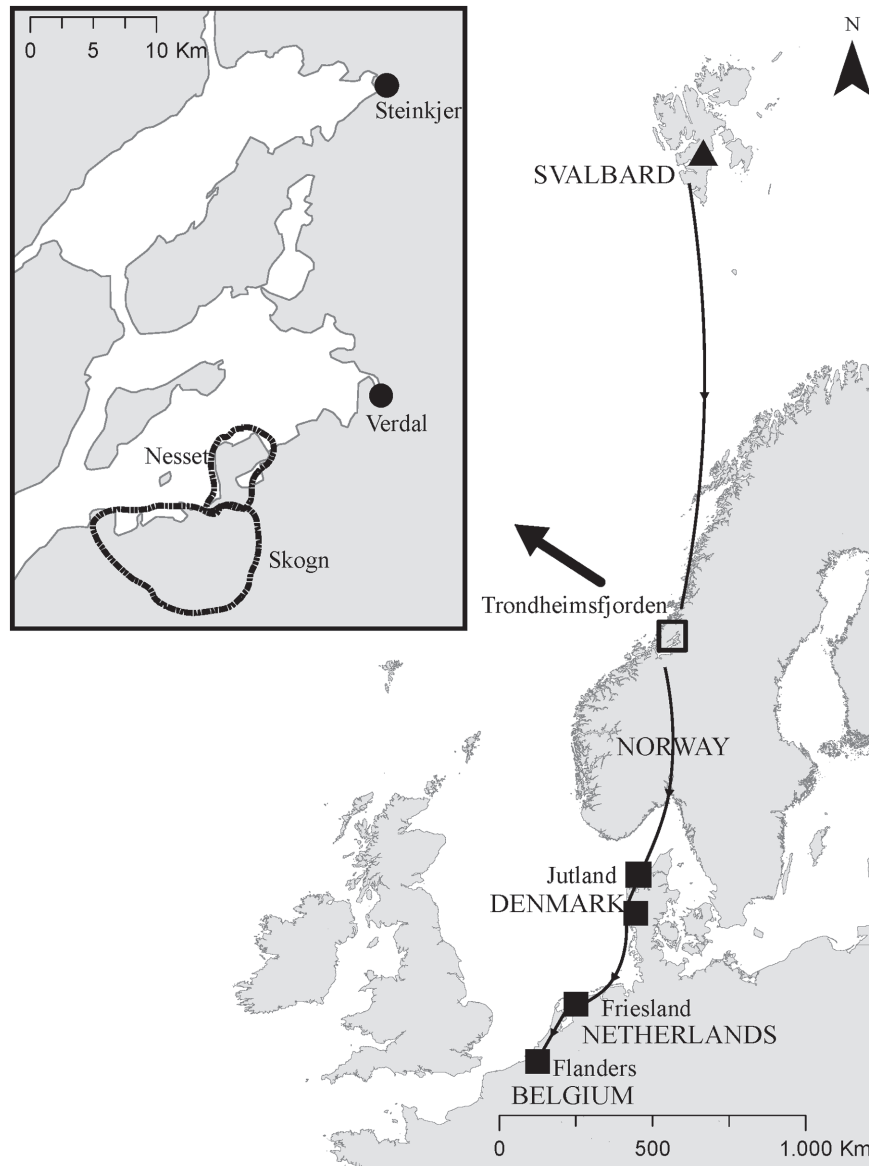 0 5 10 Km
Steinkjer
Verdal
Nesset
Skogn
N
SVALBARD
Trondheimsfjorden
NORWAY
Jutland
DENMARK
Friesland
NETHERLANDS
Flanders
BELGIUM
0 500 1.000 Km